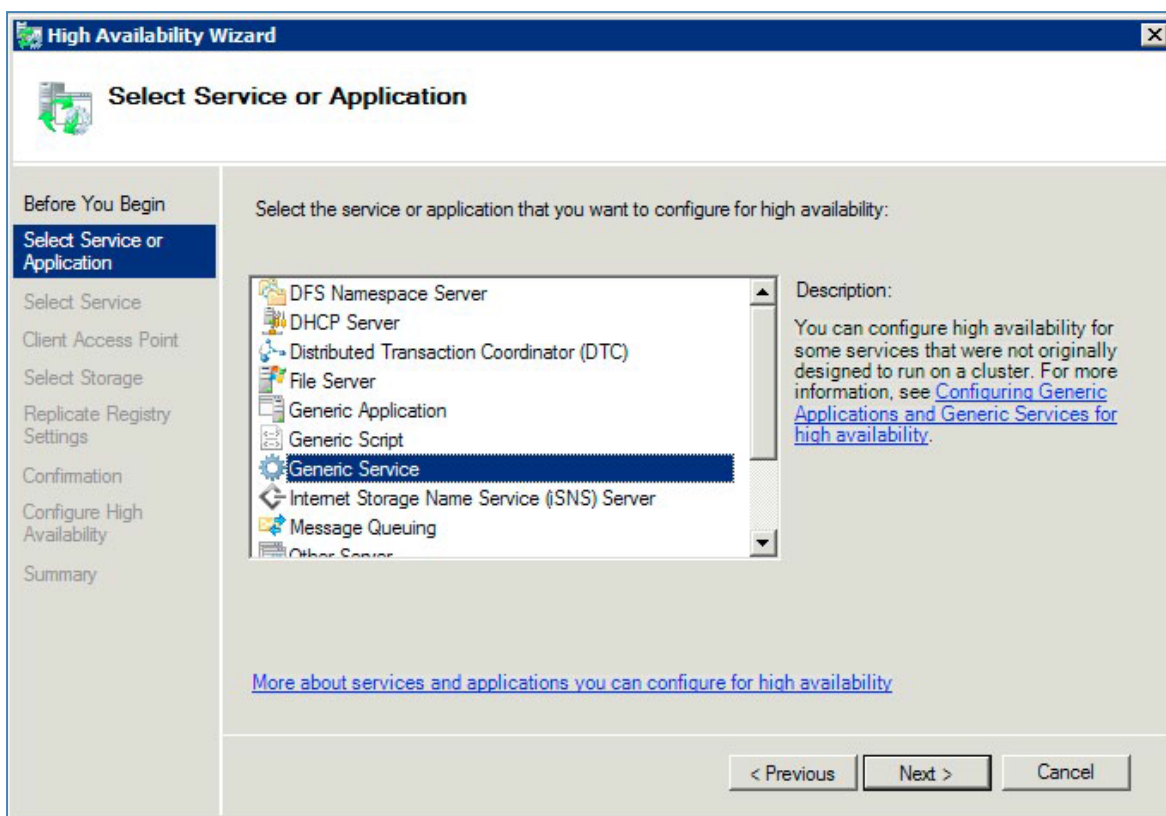 High Availability Wizard
Select Service or Application
Before You Begin
Select Service or
Application
Select Service
Client Access Point
Select Storage
Replicate Registry
Settings
Confirmation
Configure High
Availability
Summary
Select the service or application that you want to configure for high availability:
DFS Namespace Server
DHCP Server
Distributed Transaction Coordinator (DTC)
File Server
Generic Application
Generic Script
Generic Service
Internet Storage Name Service (iSNS) Server
Message Queuing
Other Server
Description:
You can configure high availability for
some services that were not originally
designed to run on a cluster. For more
information, see Configuring Generic
Applications and Generic Services for
high availability.
More about services and applications you can configure for high availability
< Previous
Next >
Cancel